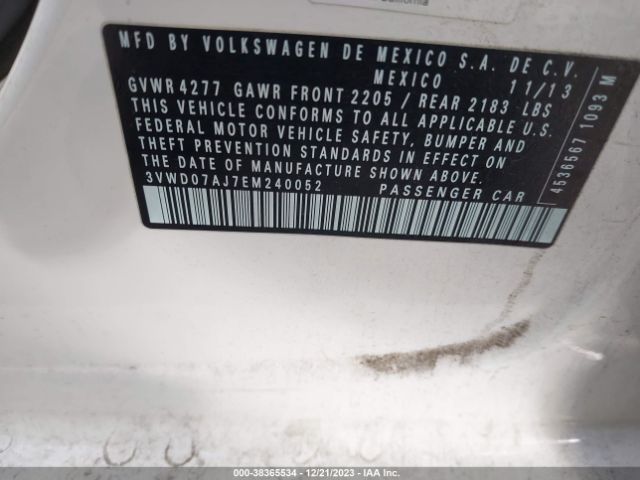 California
MFD BY VOLKSWAGEN DE MEXICO S.A. DE C.V.
MEXICO 11/13
GVWR 4277 GAWR FRONT 2205 / REAR 2183 LBS
THIS VEHICLE CONFORMS TO ALL APPLICABLE U.S.
FEDERAL MOTOR VEHICLE SAFETY, BUMPER AND
THEFT PREVENTION STANDARDS IN EFFECT ON
THE DATE OF MANUFACTURE SHOWN ABOVE.
3VWD07AJ7EM240052 PASSENGER CAR
4536567 1093 M
000-38365534 - 12/21/2023 - IAA Inc.